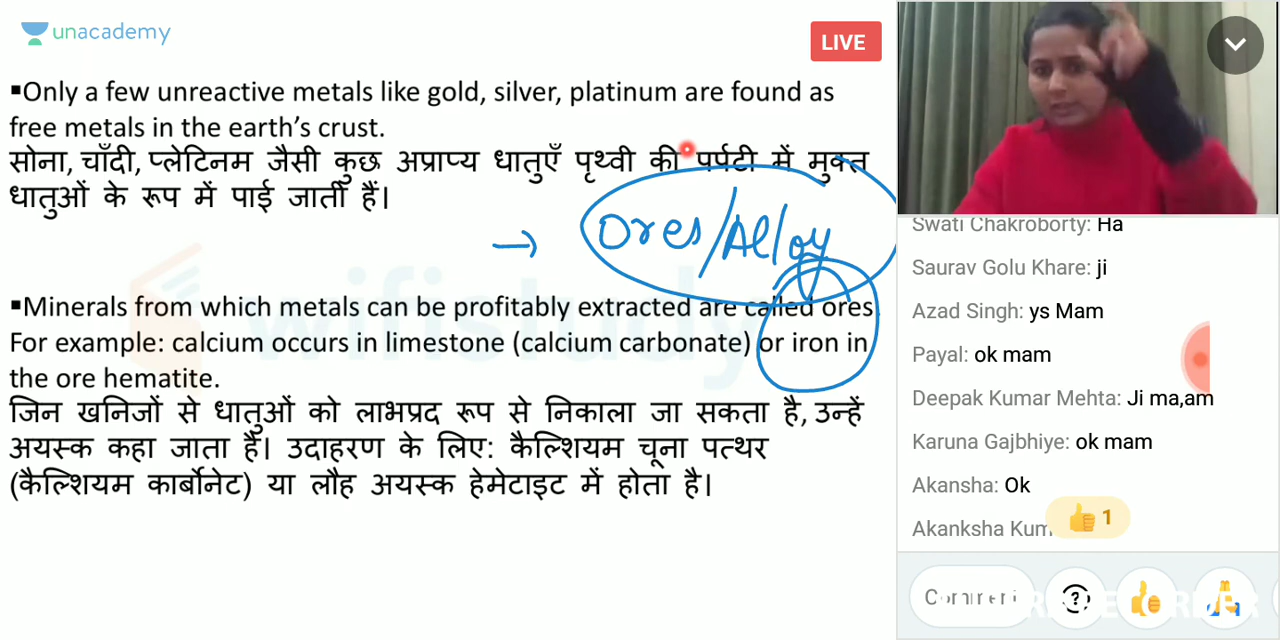 unacademy
LIVE
▪Only a few unreactive metals like gold, silver, platinum are found as
free metals in the earth’s crust.
सोना, चाँदी, प्लेटिनम जैसी कुछ अप्राप्य धातुएँ पृथ्वी की पर्पटी में मुक्त
धातुओं के रूप में पाई जाती हैं।
→ Ores/Alloy
▪Minerals from which metals can be profitably extracted are called ores.
For example: calcium occurs in limestone (calcium carbonate) or iron in
the ore hematite.
जिन खनिजों से धातुओं को लाभप्रद रूप से निकाला जा सकता है, उन्हें
अयस्क कहा जाता है। उदाहरण के लिए: कैल्शियम चूना पत्थर
(कैल्शियम कार्बोनेट) या लौह अयस्क हेमेटाइट में होता है।
wifistudy
Swati Chakroborty: Ha
Saurav Golu Khare: ji
Azad Singh: ys Mam
Payal: ok mam
Deepak Kumar Mehta: Ji ma,am
Karuna Gajbhiye: ok mam
Akansha: Ok
Akanksha Kum
1
Comment
?